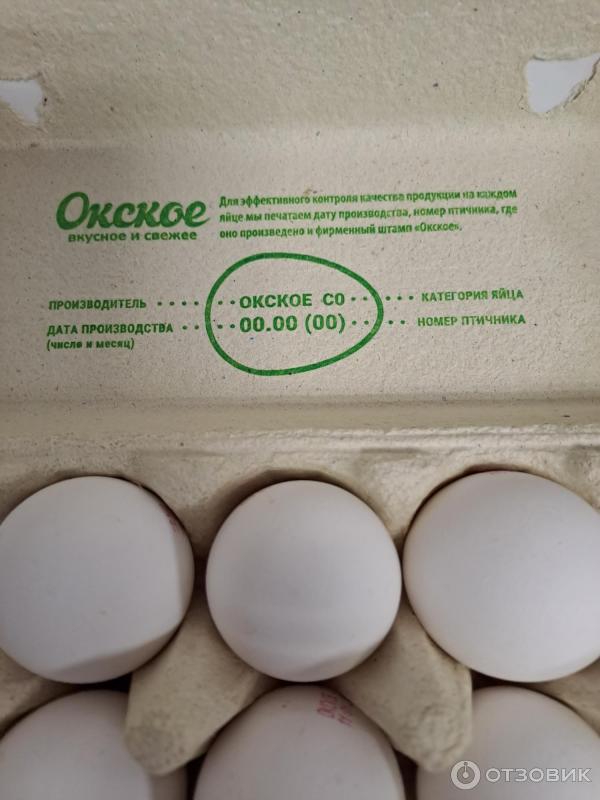 Окское
вкусное и свежее
Для эффективного контроля качества продукции на каждом
яйце мы печатаем дату производства, номер птичника, где
оно произведено и фирменный штамп «Окское».
ПРОИЗВОДИТЕЛЬ ОКСКОЕ С0 КАТЕГОРИЯ ЯЙЦА
ДАТА ПРОИЗВОДСТВА 00.00 (00) НОМЕР ПТИЧНИКА
(число и месяц)
ОТЗОВИК